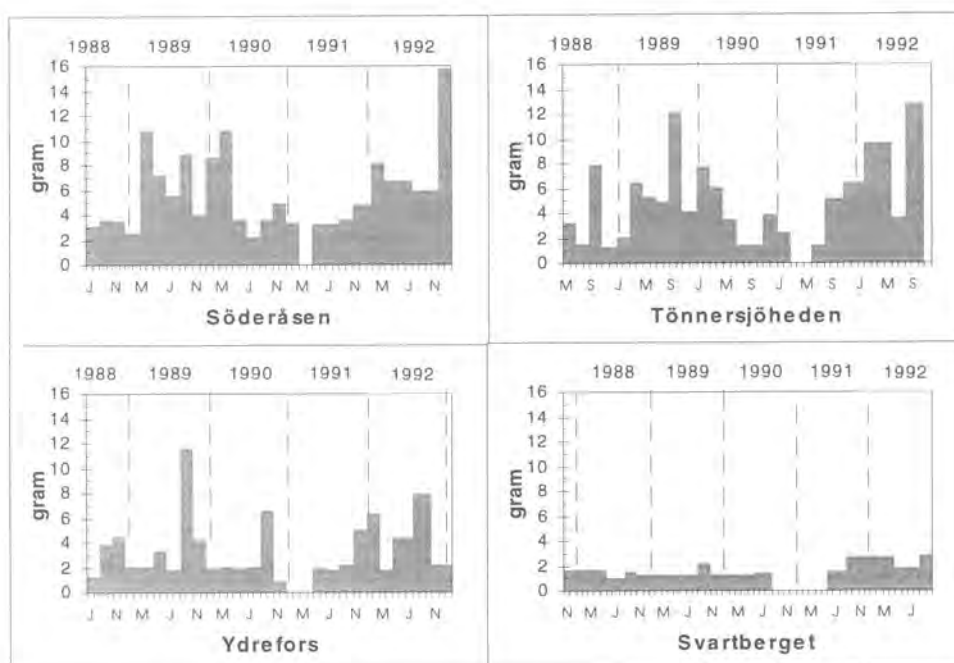 1988 1989 1990 1991 1992
16
14
12
10
8
6
4
2
0
gram
J N M J N M J N M J N M J N
Söderåsen
1988 1989 1990 1991 1992
16
14
12
10
8
6
4
2
0
gram
M S J M S J M S J M S J M S
Tönnersjöheden
1988 1989 1990 1991 1992
16
14
12
10
8
6
4
2
0
gram
J N M J N M J N M J N M J N
Ydrefors
1988 1989 1990 1991 1992
16
14
12
10
8
6
4
2
0
gram
N M J N M J N M J N M J N M J
Svartberget